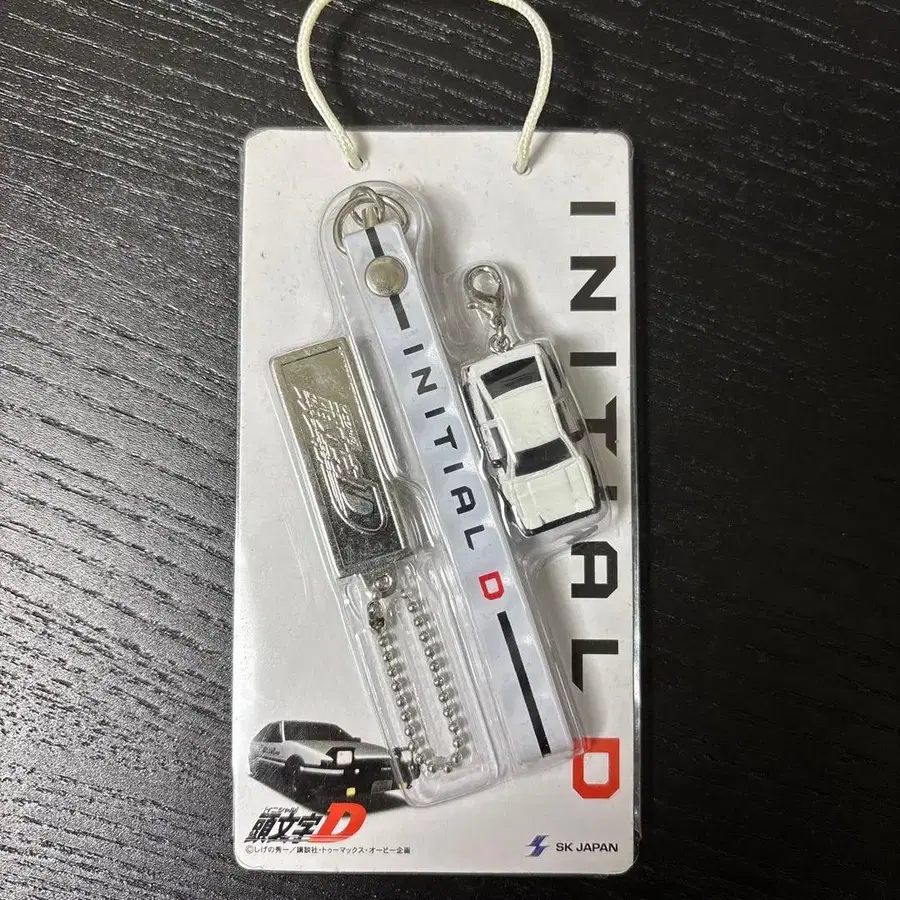 INITIAL D
INITIAL D
イニシャル
頭文字D
©しげの秀一/講談社・トゥーマックス・オービー企画
SK JAPAN